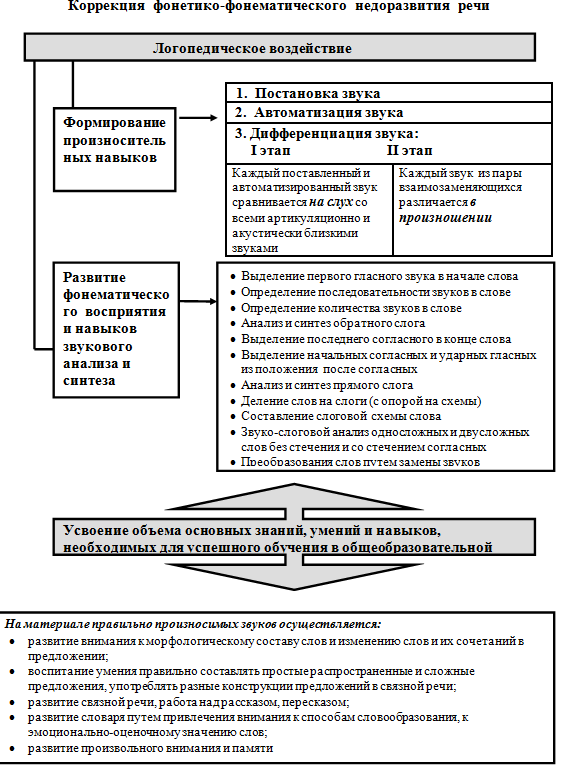 Коррекция фонетико-фонематического недоразвития речи
Логопедическое воздействие
Формирование
произноситель
ных навыков
1. Постановка звука
2. Автоматизация звука
3. Дифференциация звука:
I этап II этап
Каждый поставленный и
автоматизированный звук
сравнивается на слух со
всеми артикуляционно и
акустически близкими
звуками
Каждый звук из пары
взаимозаменяющихся
различается в
произношении
Развитие
фонематическо
го восприятия
и навыков
звукового
анализа и
синтеза
• Выделение первого гласного звука в начале слова
• Определение последовательности звуков в слове
• Определение количества звуков в слове
• Анализ и синтез обратного слога
• Выделение последнего согласного в конце слова
• Выделение начальных согласных и ударных гласных
из положения после согласных
• Анализ и синтез прямого слога
• Деление слов на слоги (с опорой на схемы)
• Составление слоговой схемы слова
• Звуко-слоговой анализ односложных и двусложных
слов без стечения и со стечением согласных
• Преобразования слов путем замены звуков
Усвоение объема основных знаний, умений и навыков,
необходимых для успешного обучения в общеобразовательной
На материале правильно произносимых звуков осуществляется:
• развитие внимания к морфологическому составу слов и изменению слов и их сочетаний в
предложении;
• воспитание умения правильно составлять простые распространенные и сложные
предложения, употреблять разные конструкции предложений в связной речи;
• развитие связной речи, работа над рассказом, пересказом;
• развитие словаря путем привлечения внимания к способам словообразования, к
эмоционально-оценочному значению слов;
• развитие произвольного внимания и памяти